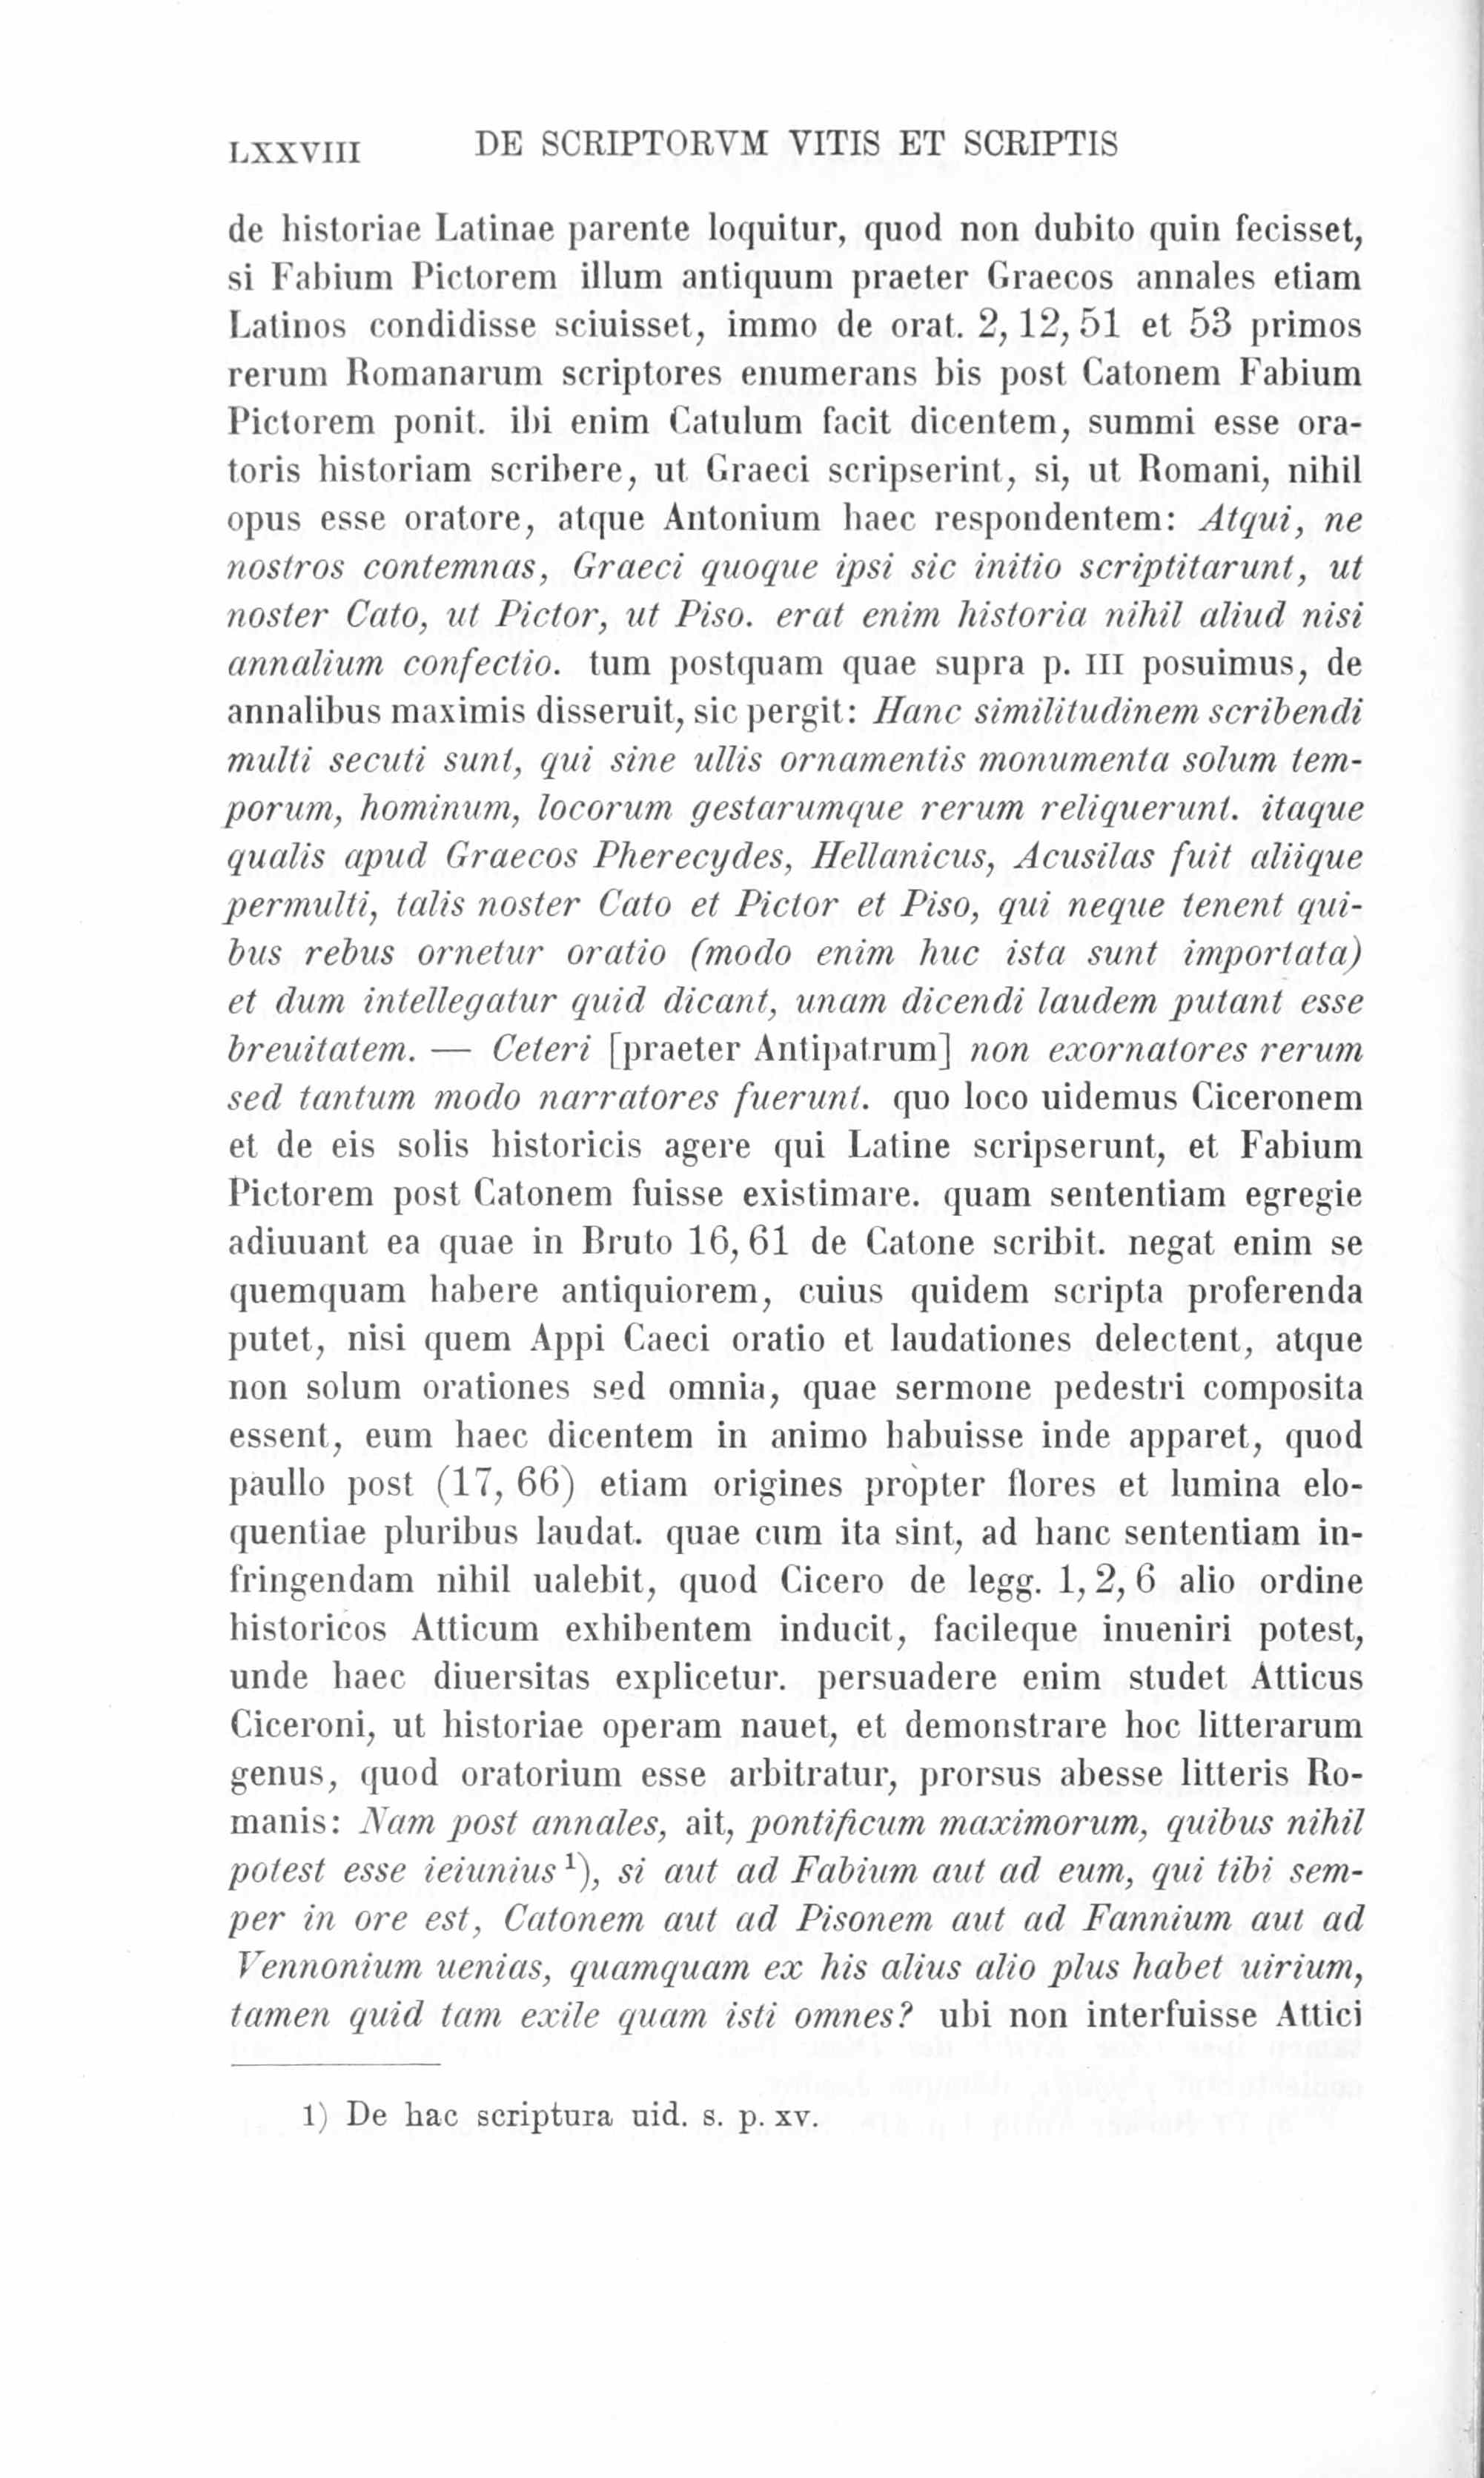 LXXVIII DE SCRIPTORVM VITIS ET SCRIPTIS
de historiae Latinae parente loquitur, quod non dubito quin fecisset,
si Fabium Pictorem illum antiquum praeter Graecos annales etiam
Latinos condidisse sciuisset, immo de orat. 2, 12, 51 et 53 primos
rerum Romanarum scriptores enumerans bis post Catonem Fabium
Pictorem ponit. ibi enim Catulum facit dicentem, summi esse ora-
toris historiam scribere, ut Graeci scripserint, si, ut Romani, nihil
opus esse oratore, atque Antonium haec respondentem: Atqui, ne
nostros contemnas, Graeci quoque ipsi sic initio scriptitarunt, ut
noster Cato, ut Pictor, ut Piso. erat enim historia nihil aliud nisi
annalium confectio. tum postquam quae supra p. III posuimus, de
annalibus maximis disseruit, sic pergit: Hanc similitudinem scribendi
multi secuti sunt, qui sine ullis ornamentis monumenta solum tem-
porum, hominum, locorum gestarumque rerum reliquerunt. itaque
qualis apud Graecos Pherecydes, Hellanicus, Acusilas fuit aliique
permulti, talis noster Cato et Pictor et Piso, qui neque tenent qui-
bus rebus ornetur oratio (modo enim huc ista sunt importata)
et dum intellegatur quid dicant, unam dicendi laudem putant esse
breuitatem. — Ceteri [praeter Antipatrum] non exornatores rerum
sed tantum modo narratores fuerunt. quo loco uidemus Ciceronem
et de eis solis historicis agere qui Latine scripserunt, et Fabium
Pictorem post Catonem fuisse existimare. quam sententiam egregie
adiuuant ea quae in Bruto 16, 61 de Catone scribit. negat enim se
quemquam habere antiquiorem, cuius quidem scripta proferenda
putet, nisi quem Appi Caeci oratio et laudationes delectent, atque
non solum orationes sed omnia, quae sermone pedestri composita
essent, eum haec dicentem in animo habuisse inde apparet, quod
paullo post (17, 66) etiam origines propter flores et lumina elo-
quentiae pluribus laudat. quae cum ita sint, ad hanc sententiam in-
fringendam nihil ualebit, quod Cicero de legg. 1, 2, 6 alio ordine
historicos Atticum exhibentem inducit, facileque inueniri potest,
unde haec diuersitas explicetur. persuadere enim studet Atticus
Ciceroni, ut historiae operam nauet, et demonstrare hoc litterarum
genus, quod oratorium esse arbitratur, prorsus abesse litteris Ro-
manis: Nam post annales, ait, pontificum maximorum, quibus nihil
potest esse ieiunius ¹), si aut ad Fabium aut ad eum, qui tibi sem-
per in ore est, Catonem aut ad Pisonem aut ad Fannium aut ad
Vennonium uenias, quamquam ex his alius alio plus habet uirium,
tamen quid tam exile quam isti omnes? ubi non interfuisse Attici
1) De hac scriptura uid. s. p. XV.